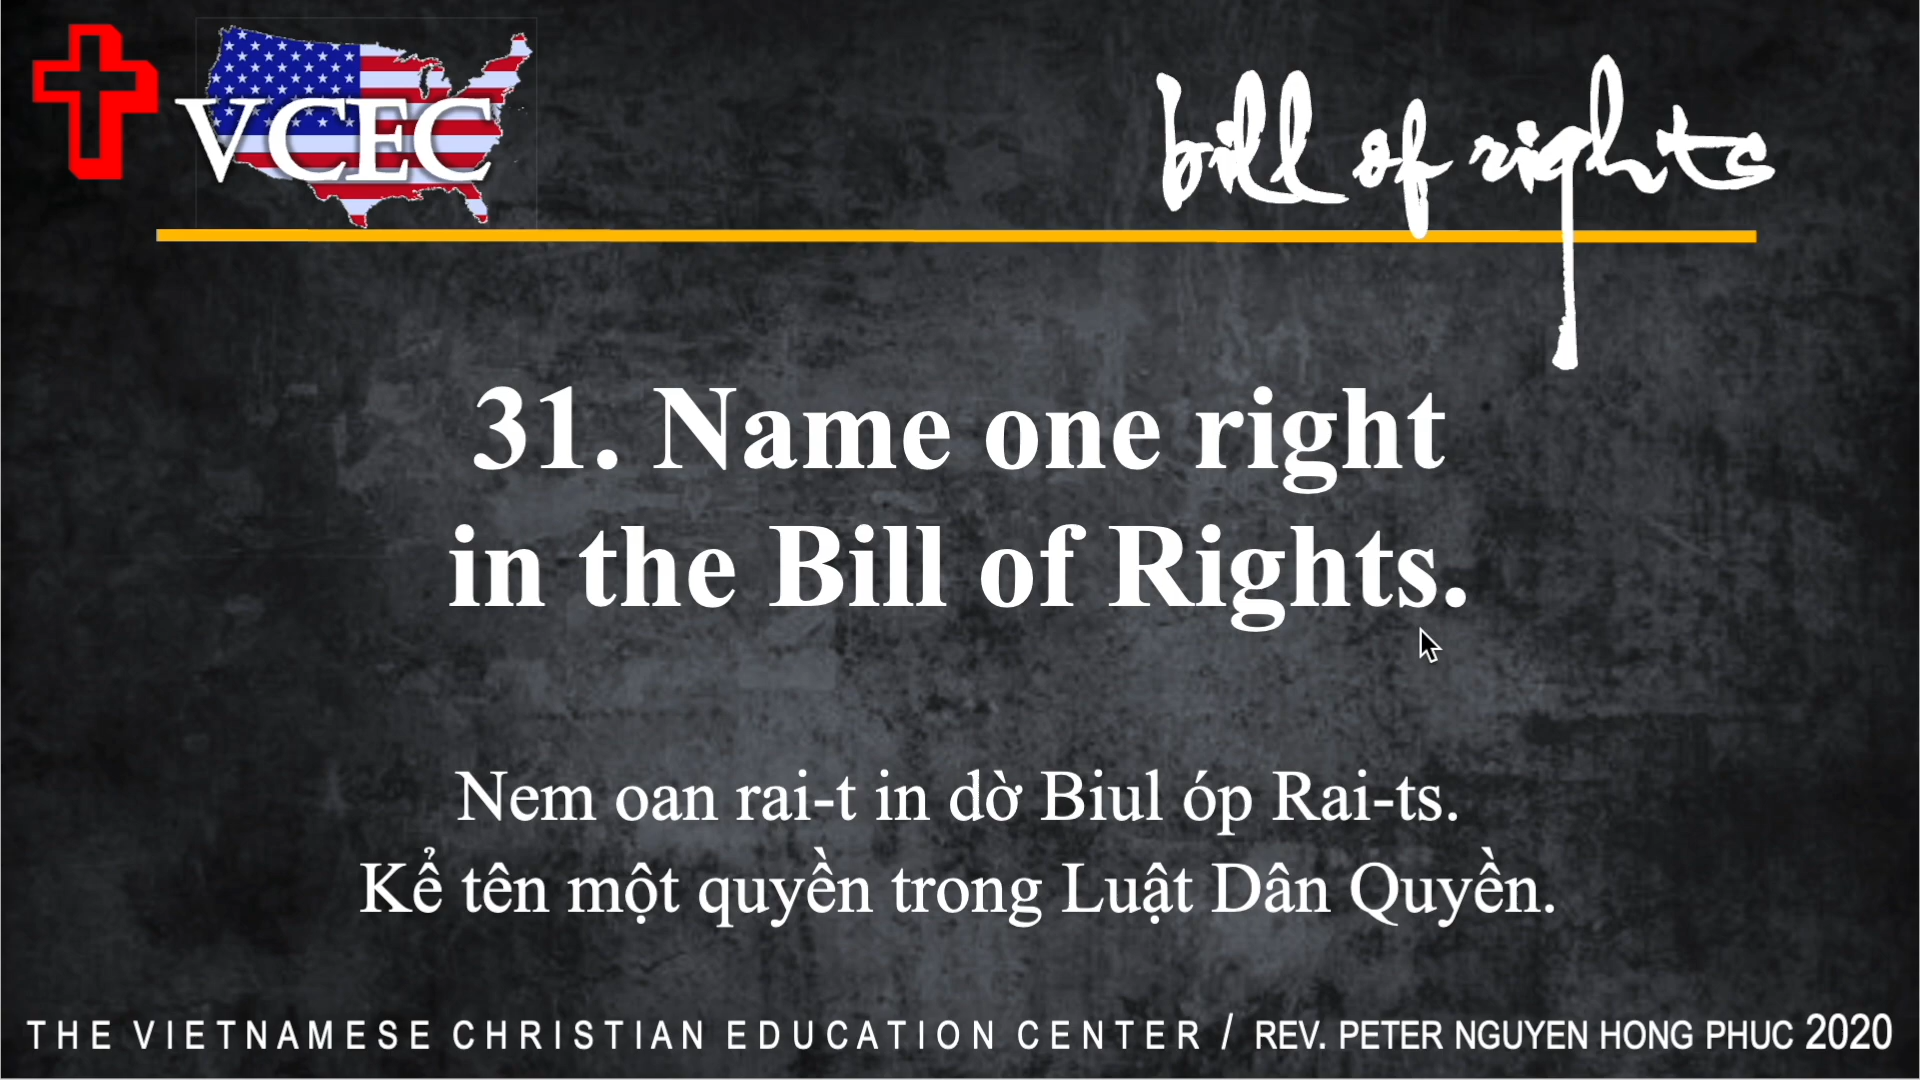 VCEC
bill of rights
31. Name one right
in the Bill of Rights.
Nem oan rai-t in dờ Biul óp Rai-ts.
Kể tên một quyền trong Luật Dân Quyền.
THE VIETNAMESE CHRISTIAN EDUCATION CENTER / REV. PETER NGUYEN HONG PHUC 2020